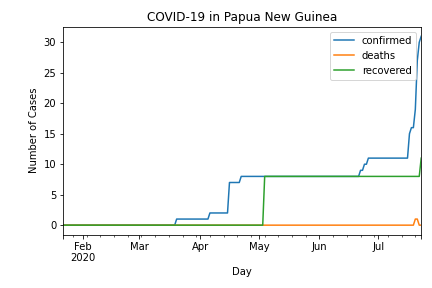 COVID-19 in Papua New Guinea
confirmed
deaths
recovered
Number of Cases
30
25
20
15
10
5
0
Feb
2020
Mar
Apr
May
Jun
Jul
Day